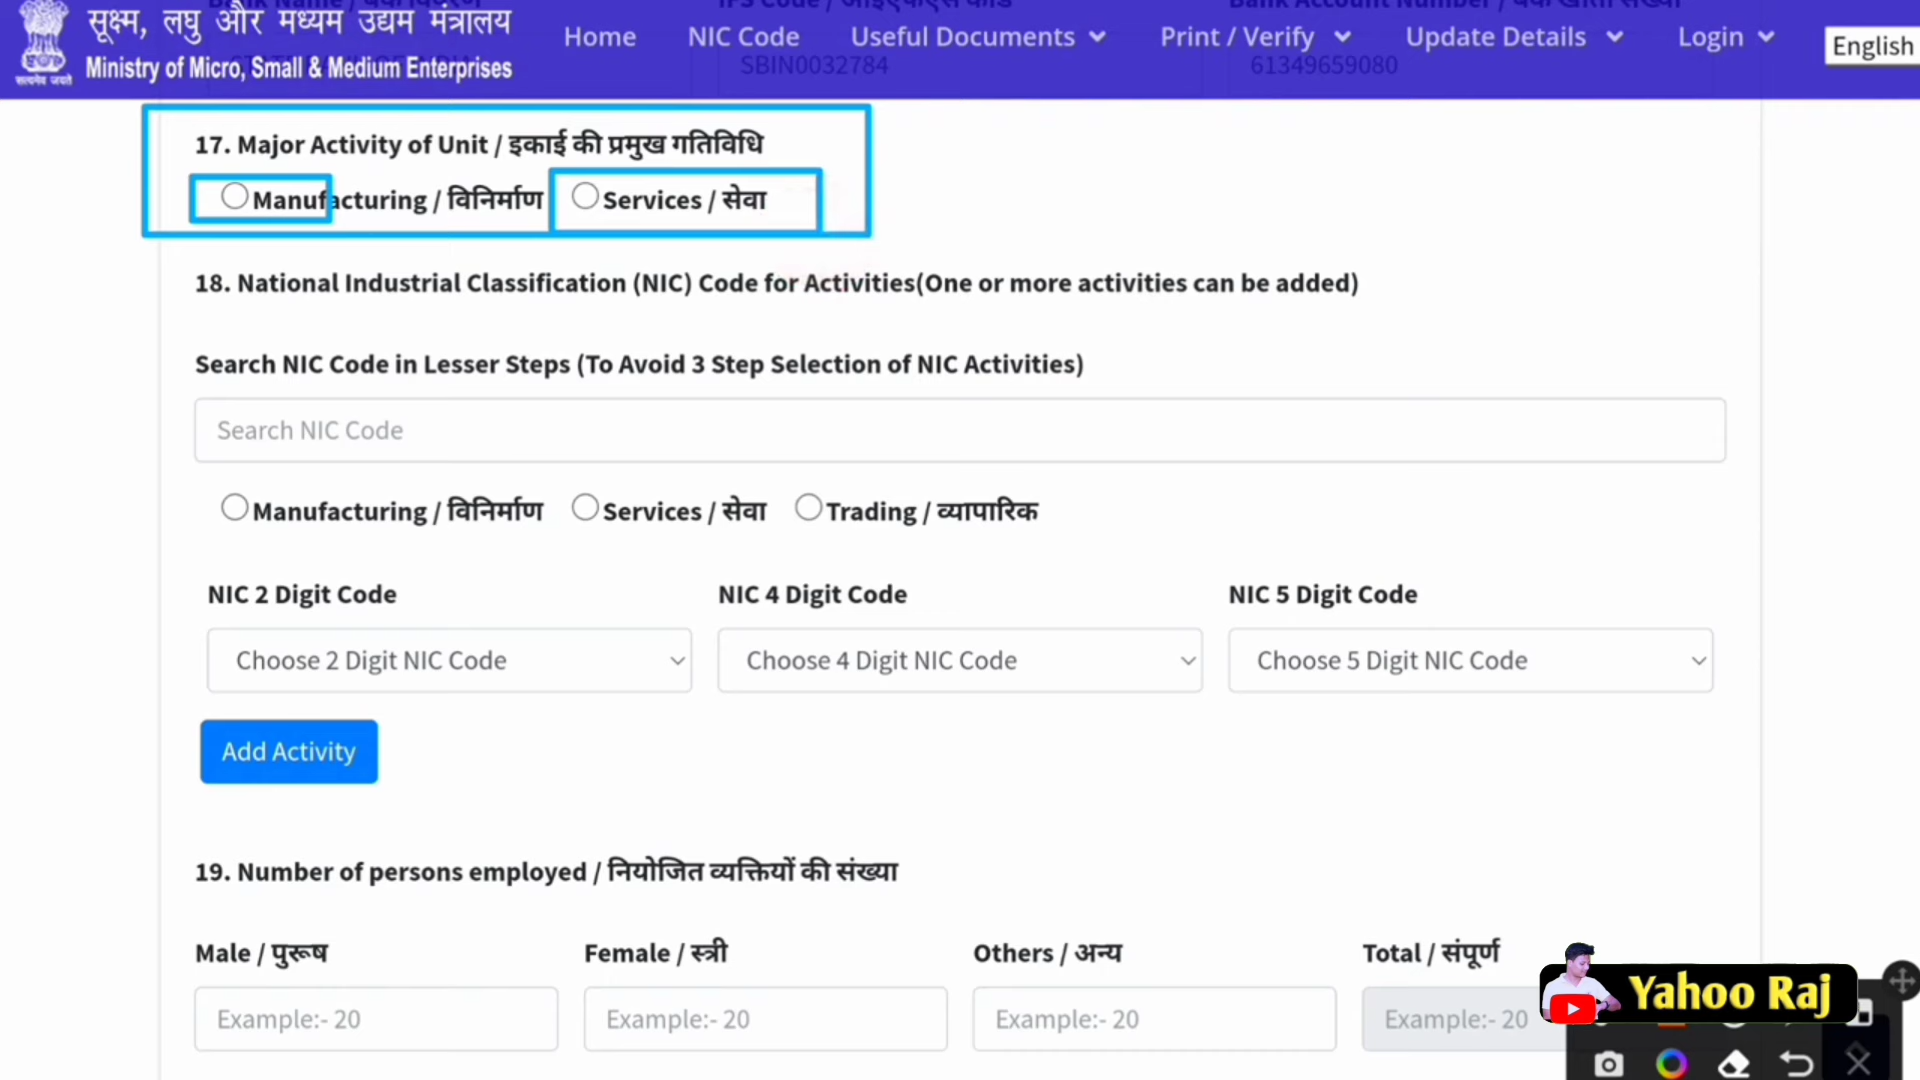 सूक्ष्म, लघु और मध्यम उद्यम मंत्रालय
Ministry of Micro, Small & Medium Enterprises
सत्यमेव जयते
Home
NIC Code
Useful Documents
Print / Verify
Update Details
Login
English
SBIN0032784
61349659080
17. Major Activity of Unit / इकाई की प्रमुख गतिविधि
Manufacturing / विनिर्माण
Services / सेवा
18. National Industrial Classification (NIC) Code for Activities(One or more activities can be added)
Search NIC Code in Lesser Steps (To Avoid 3 Step Selection of NIC Activities)
Search NIC Code
Manufacturing / विनिर्माण
Services / सेवा
Trading / व्यापारिक
NIC 2 Digit Code
NIC 4 Digit Code
NIC 5 Digit Code
Choose 2 Digit NIC Code
Choose 4 Digit NIC Code
Choose 5 Digit NIC Code
Add Activity
19. Number of persons employed / नियोजित व्यक्तियों की संख्या
Male / पुरूष
Female / स्त्री
Others / अन्य
Total / संपूर्ण
Example:- 20
Example:- 20
Example:- 20
Example:- 20
Yahoo Raj